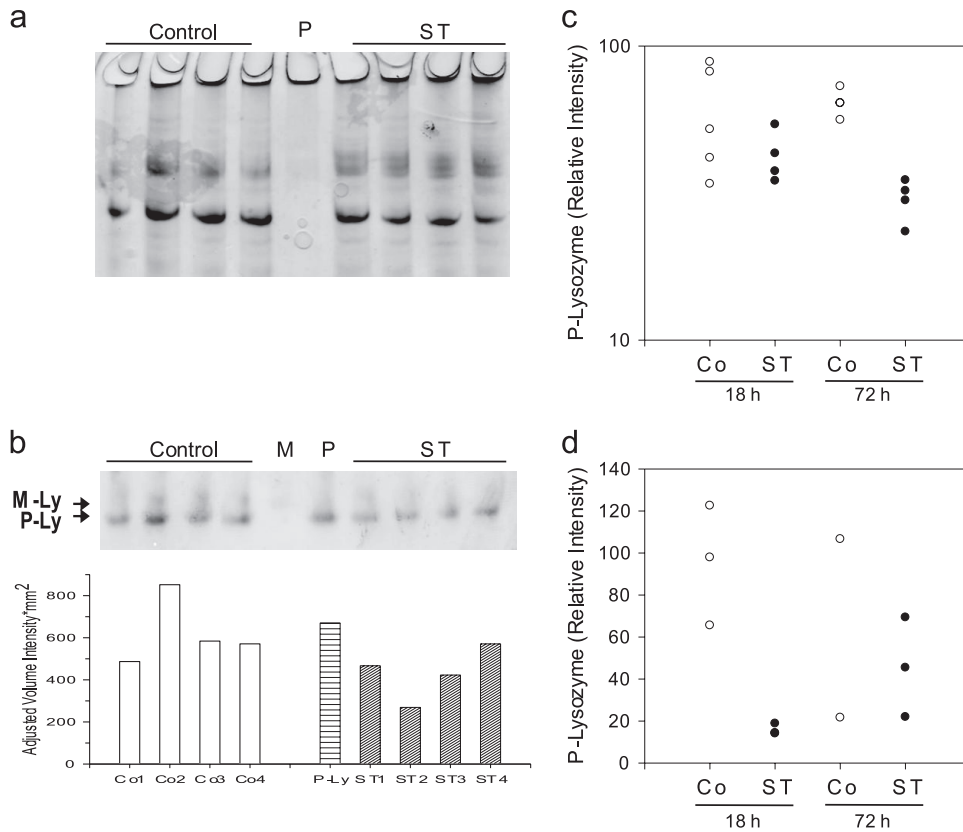 a
Control P ST
b
Control M P ST
M-Ly
P-Ly
Adjusted Volume Intensity*mm2
800
600
400
200
0
Co1 Co2 Co3 Co4 P-Ly ST1 ST2 ST3 ST4
c
P-Lysozyme (Relative Intensity)
100
10
Co ST Co ST
18 h 72 h
d
P-Lysozyme (Relative Intensity)
140
120
100
80
60
40
20
0
Co ST Co ST
18 h 72 h